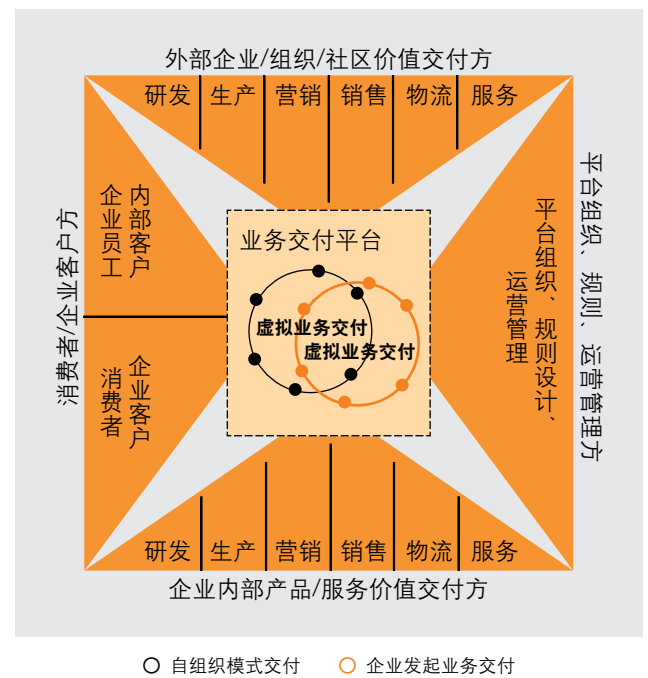 外部企业/组织/社区价值交付方
研发 生产 营销 销售 物流 服务
消费者/企业客户方
内部客户
企业员工
企业客户
消费者
业务交付平台
虚拟业务交付
虚拟业务交付
平台组织、规则设计、
运营管理
平台组织、规则、运营管理方
研发 生产 营销 销售 物流 服务
企业内部产品/服务价值交付方
自组织模式交付
企业发起业务交付